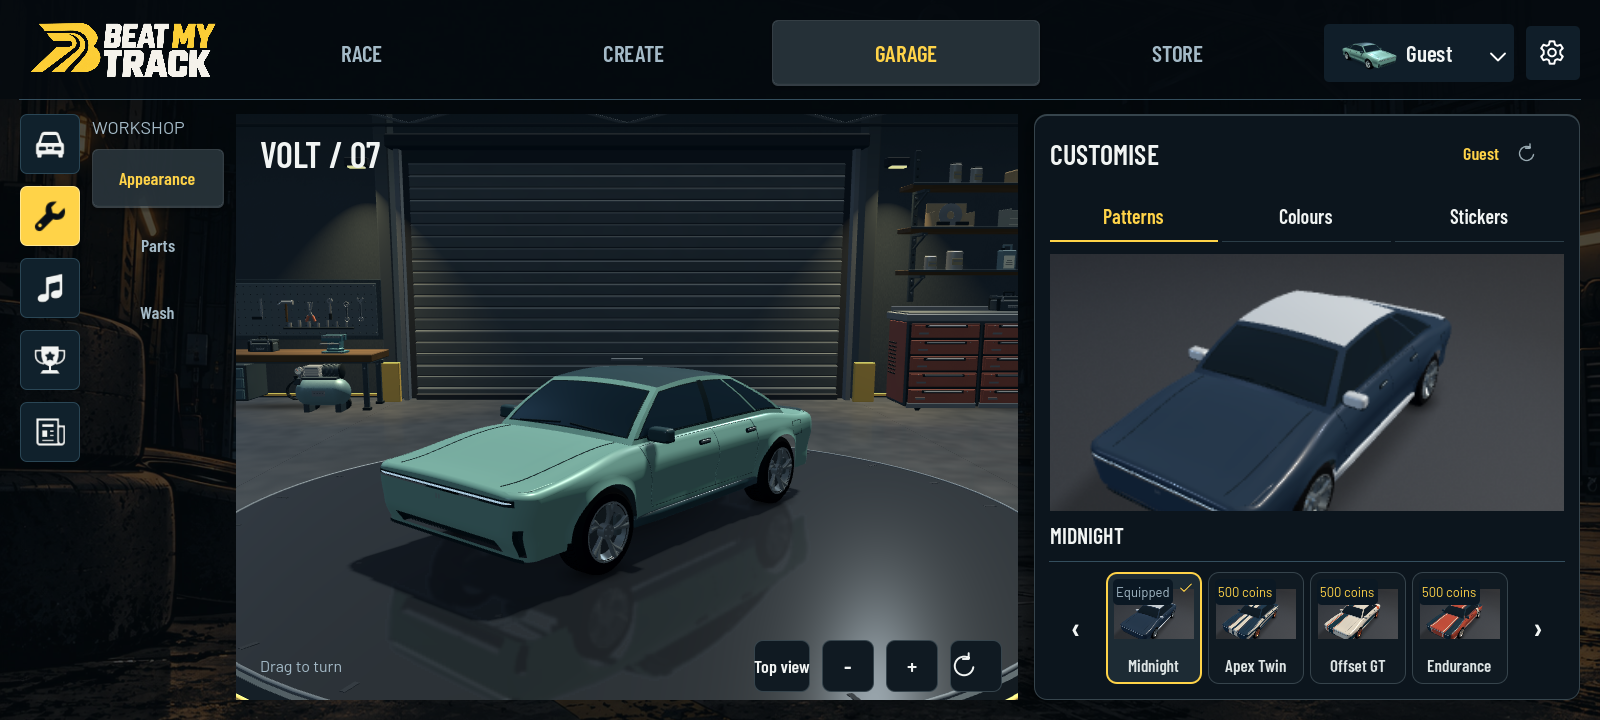 BEAT MY
TRACK
RACE
CREATE
GARAGE
STORE
Guest
WORKSHOP
Appearance
Parts
Wash
VOLT / 07
Drag to turn
Top view
-
+
CUSTOMISE
Guest
Patterns
Colours
Stickers
MIDNIGHT
Equipped
500 coins
500 coins
500 coins
‹
›
Midnight
Apex Twin
Offset GT
Endurance